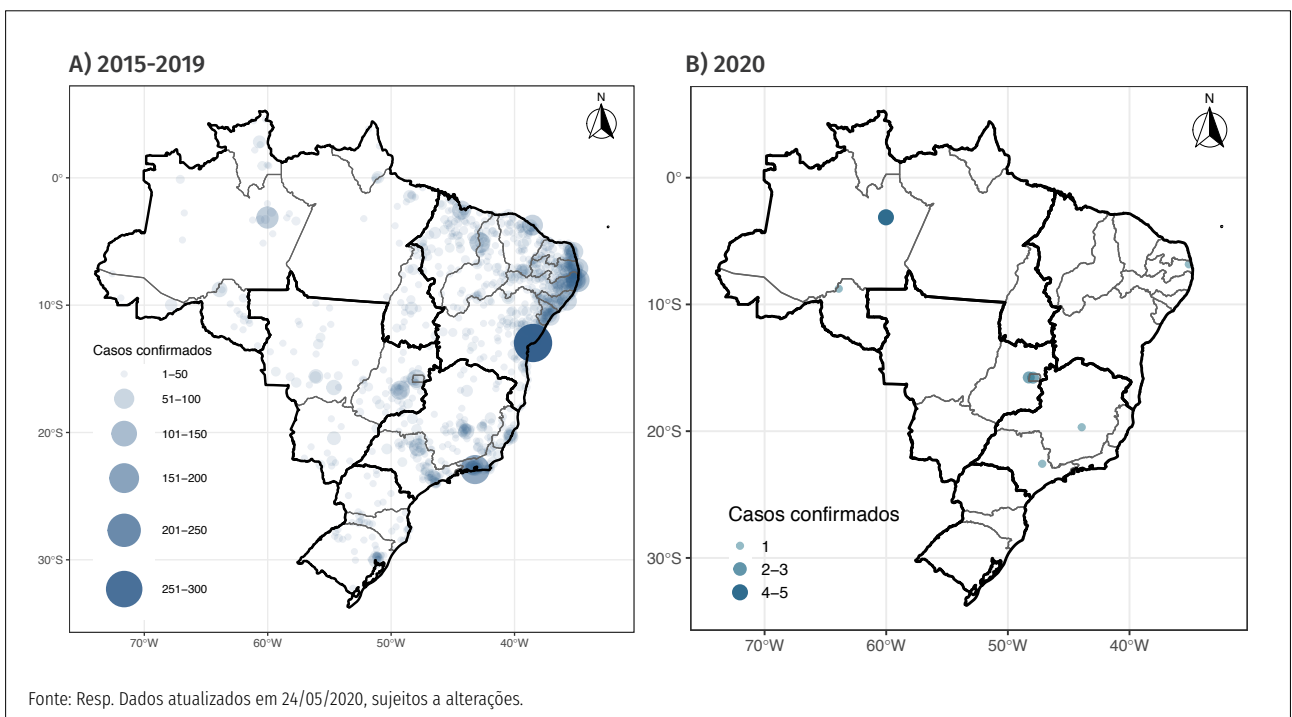 A) 2015-2019
N
0°
10°S
20°S
30°S
70°W 60°W 50°W 40°W
Casos confirmados
1–50
51–100
101–150
151–200
201–250
251–300
B) 2020
N
0°
10°S
20°S
30°S
70°W 60°W 50°W 40°W
Casos confirmados
1
2–3
4–5
Fonte: Resp. Dados atualizados em 24/05/2020, sujeitos a alterações.